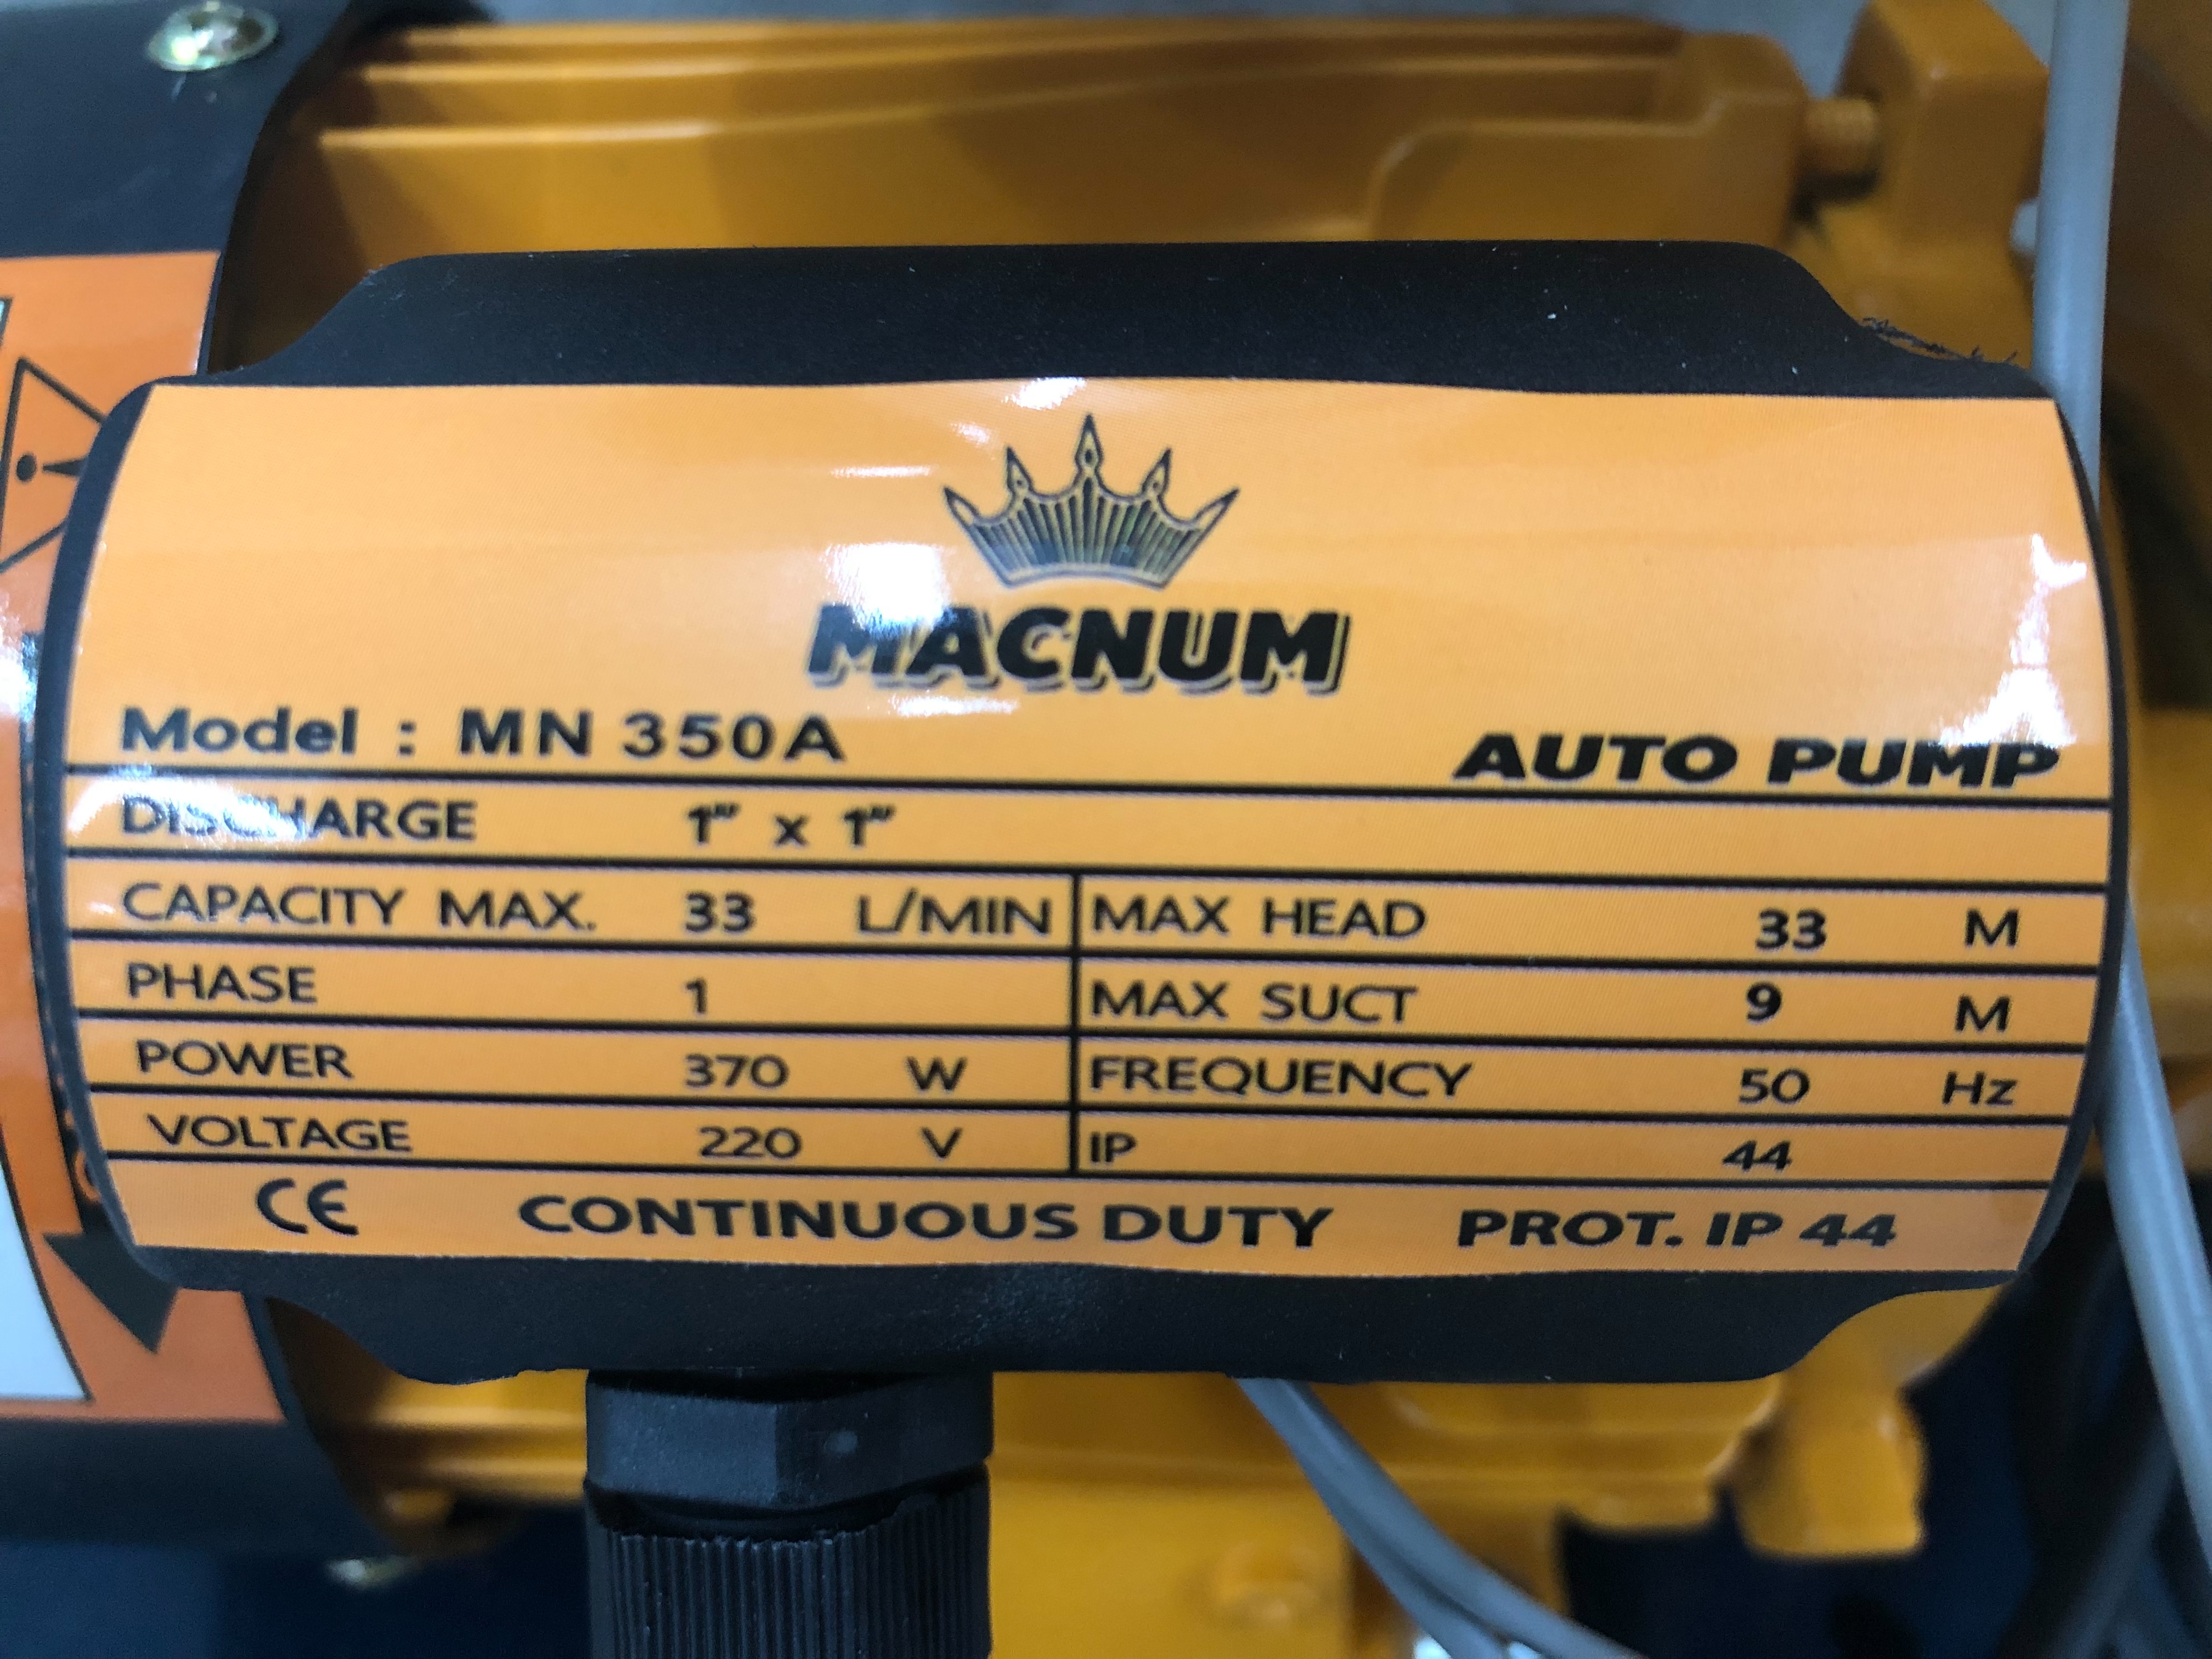 MACNUM
Model : MN 350A
AUTO PUMP
DISCHARGE 1" x 1"
CAPACITY MAX. 33 L/MIN MAX HEAD 33 M
PHASE 1 MAX SUCT 9 M
POWER 370 W FREQUENCY 50 Hz
VOLTAGE 220 V IP 44
CE CONTINUOUS DUTY PROT. IP 44